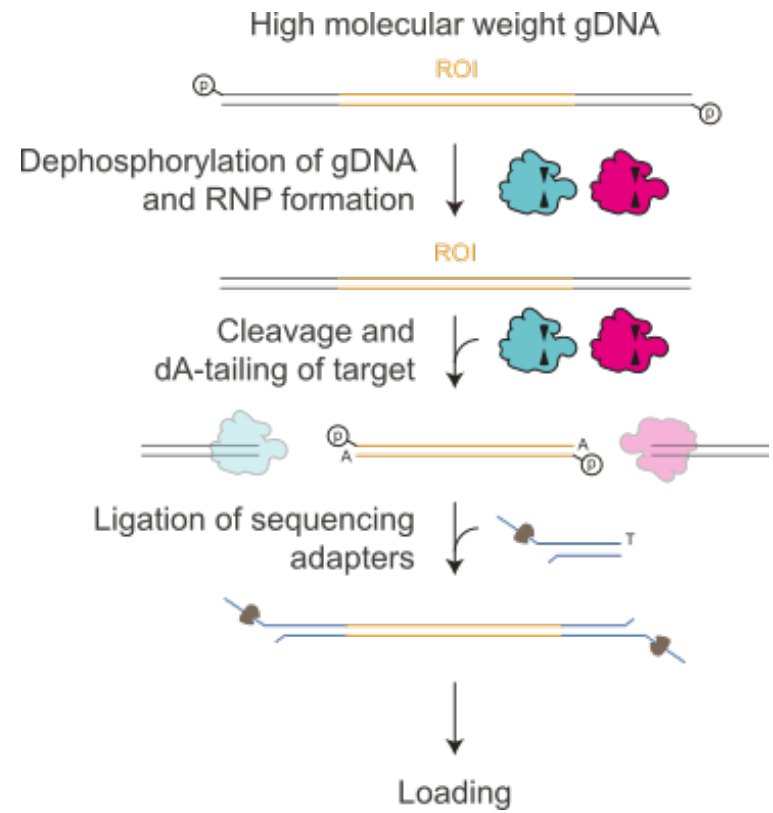 High molecular weight gDNA
ROI
p
p
Dephosphorylation of gDNA
and RNP formation
ROI
Cleavage and
dA-tailing of target
p
A
A
p
Ligation of sequencing
adapters
T
Loading